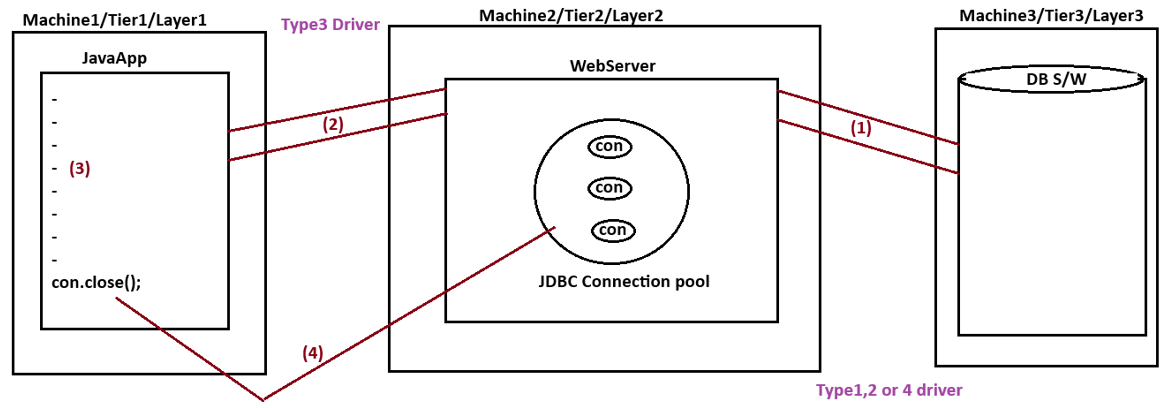 Machine1/Tier1/Layer1
Type3 Driver
Machine2/Tier2/Layer2
Machine3/Tier3/Layer3
JavaApp
WebServer
DB S/W
-
-
-
- (3)
-
-
-
-
con.close();
(2)
con
con
con
JDBC Connection pool
(1)
(4)
Type1,2 or 4 driver